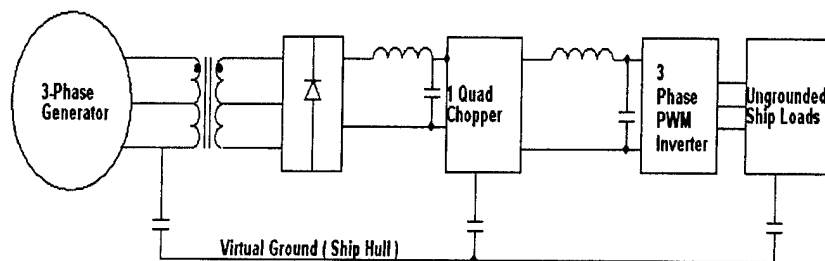 3-Phase
Generator
1 Quad
Chopper
3
Phase
PWM
Inverter
Ungrounded
Ship Loads
Virtual Ground ( Ship Hull )